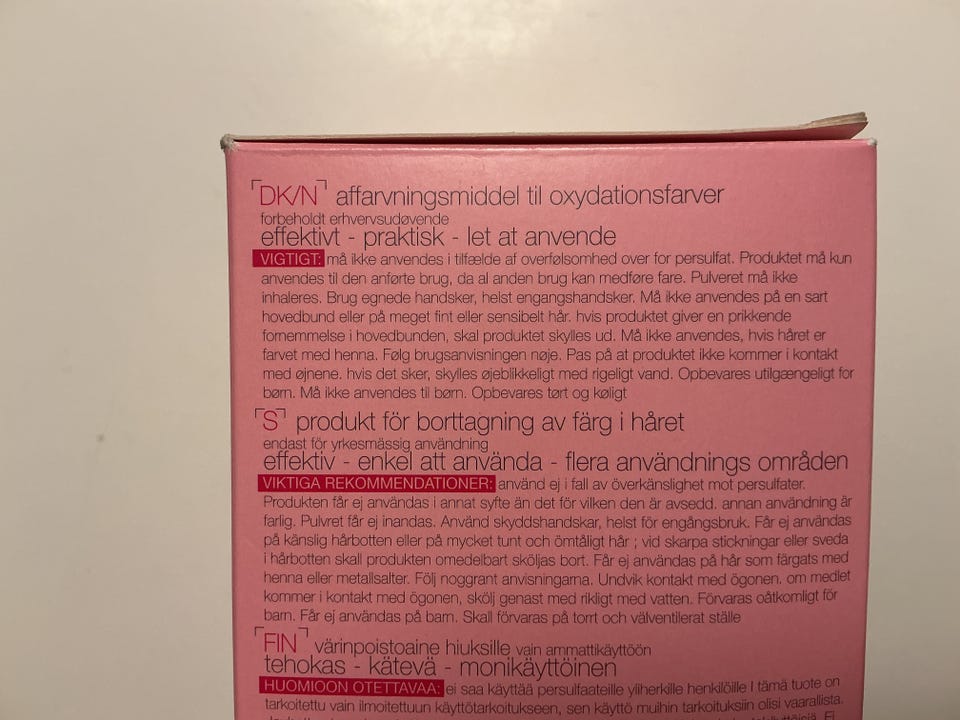 DK/N affarvningsmiddel til oxydationsfarver
forbeholdt erhvervsudøvende
effektivt - praktisk - let at anvende
VIGTIGT: må ikke anvendes i tilfælde af overfølsomhed over for persulfat. Produktet må kun
anvendes til den anførte brug, da al anden brug kan medføre fare. Pulveret må ikke
inhaleres. Brug egnede handsker, helst engangshandsker. Må ikke anvendes på en sart
hovedbund eller på meget fint eller sensibelt hår. hvis produktet giver en prikkende
fornemmelse i hovedbunden, skal produktet skylles ud. Må ikke anvendes, hvis håret er
farvet med henna. Følg brugsanvisningen nøje. Pas på at produktet ikke kommer i kontakt
med øjnene. hvis det sker, skylles øjeblikkeligt med rigeligt vand. Opbevares utilgængeligt for
børn. Må ikke anvendes til børn. Opbevares tørt og køligt
S produkt för borttagning av färg i håret
endast för yrkesmässig användning
effektiv - enkel att använda - flera användnings områden
VIKTIGA REKOMMENDATIONER: använd ej i fall av överkänslighet mot persulfater.
Produkten får ej användas i annat syfte än det för vilken den är avsedd. annan användning är
farlig. Pulvret får ej inandas. Använd skyddshandskar, helst för engångsbruk. Får ej användas
på känslig hårbotten eller på mycket tunt och ömtåligt hår ; vid skarpa stickningar eller sveda
i hårbotten skall produkten omedelbart sköljas bort. Får ej användas på hår som färgats med
henna eller metallsalter. Följ noggrant anvisningarna. Undvik kontakt med ögonen. om medlet
kommer i kontakt med ögonen, skölj genast med rikligt med vatten. Förvaras oåtkomligt för
barn. Får ej användas på barn. Skall förvaras på torrt och välventilerat ställe
FIN värinpoistoaine hiuksille vain ammattikäyttöön
tehokas - kätevä - monikäyttöinen
HUOMIOON OTETTAVAA: ei saa käyttää persulfaateille yliherkille henkilöille I tämä tuote on
tarkoitettu vain ilmoitettuun käyttötarkoitukseen, sen käyttö muihin tarkoituksiin olisi vaarallista.